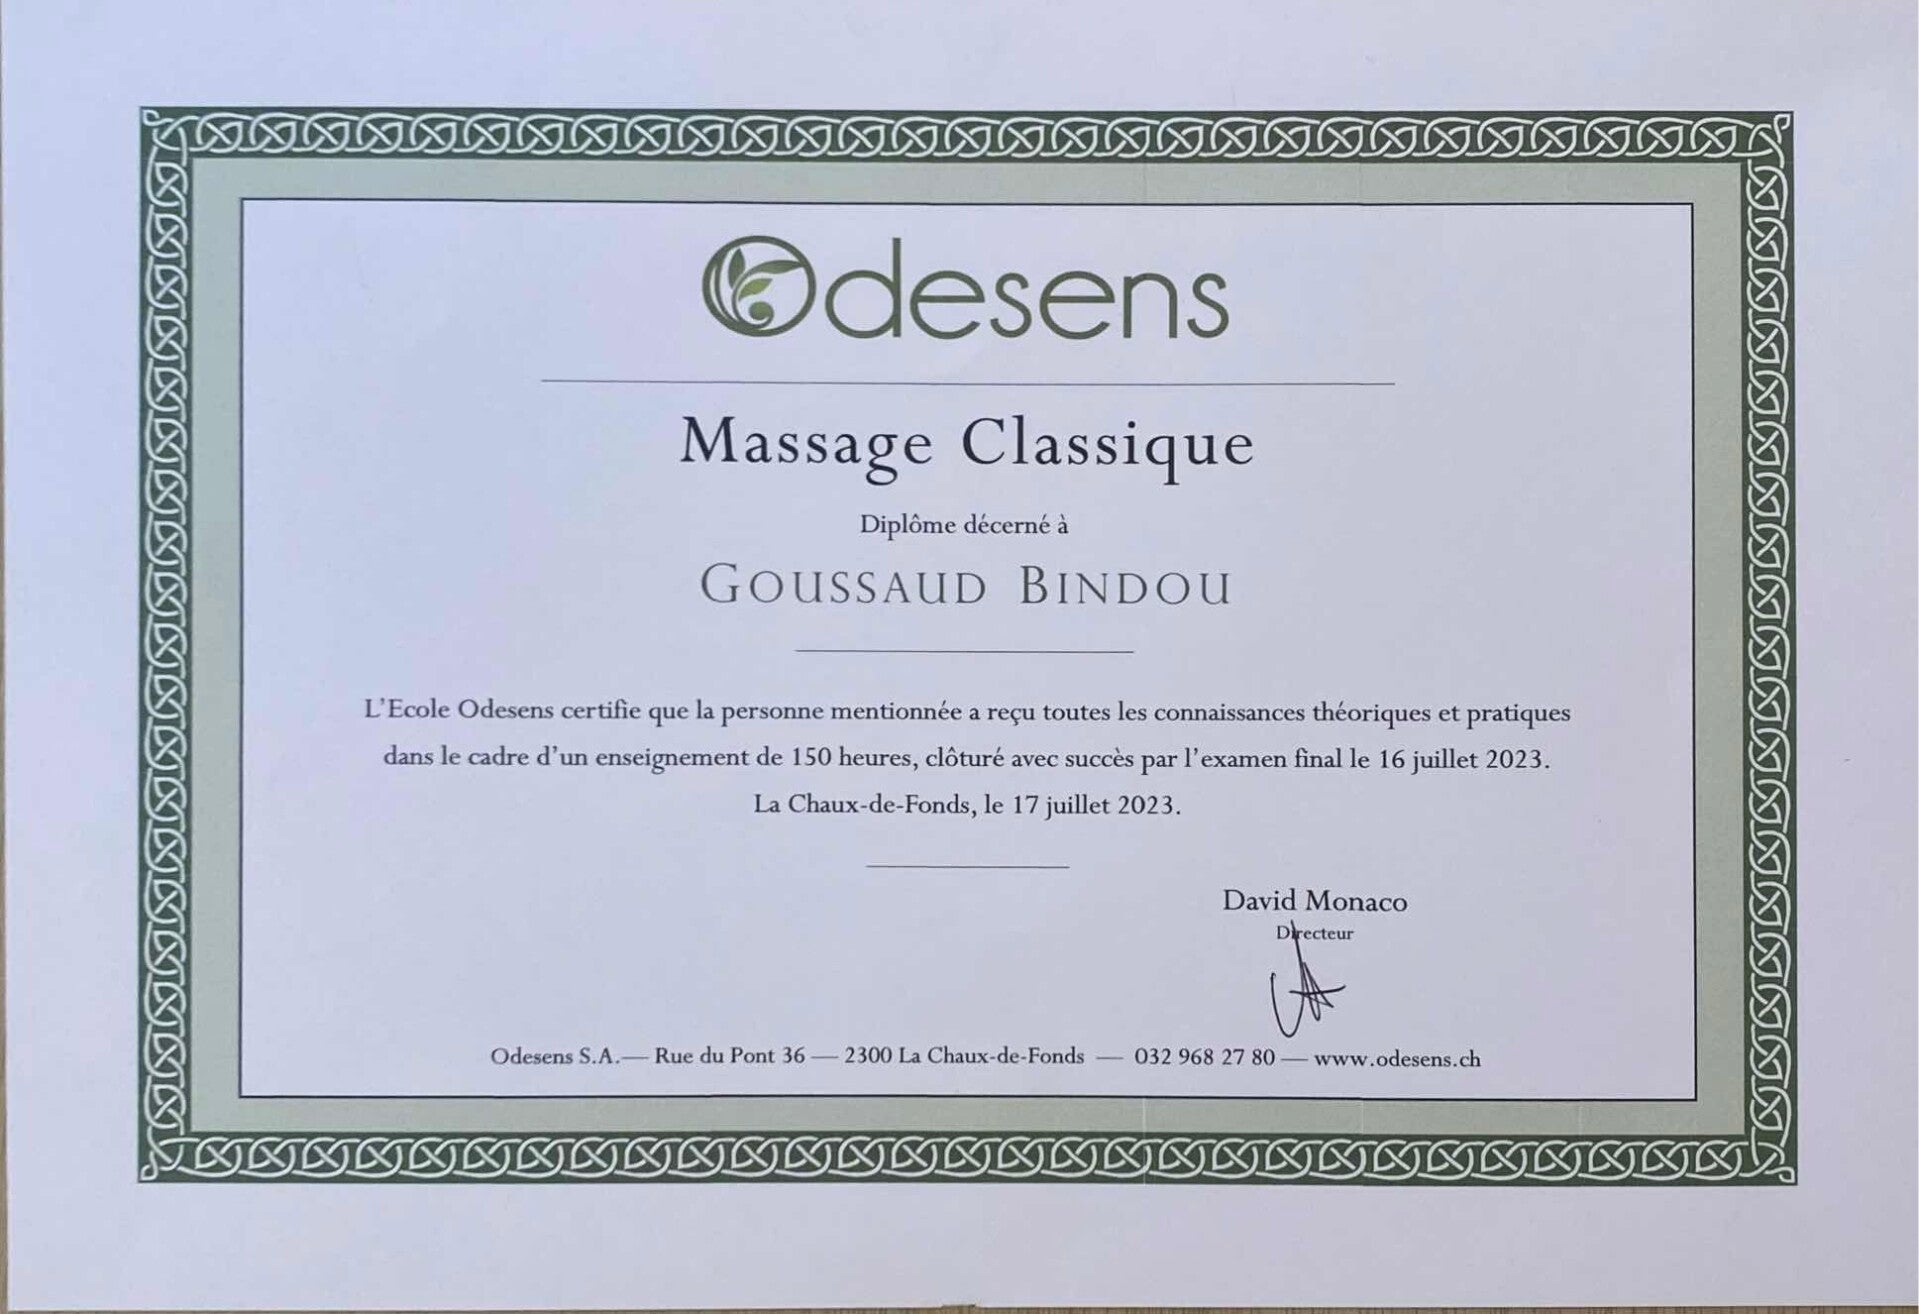 Odesens
Massage Classique
Diplôme décerné à
GOUSSAUD BINDOU
L'Ecole Odesens certifie que la personne mentionnée a reçu toutes les connaissances théoriques et pratiques
dans le cadre d'un enseignement de 150 heures, clôturé avec succès par l'examen final le 16 juillet 2023.
La Chaux-de-Fonds, le 17 juillet 2023.
David Monaco
Directeur
Odesens S.A.— Rue du Pont 36 — 2300 La Chaux-de-Fonds — 032 968 27 80 — www.odesens.ch